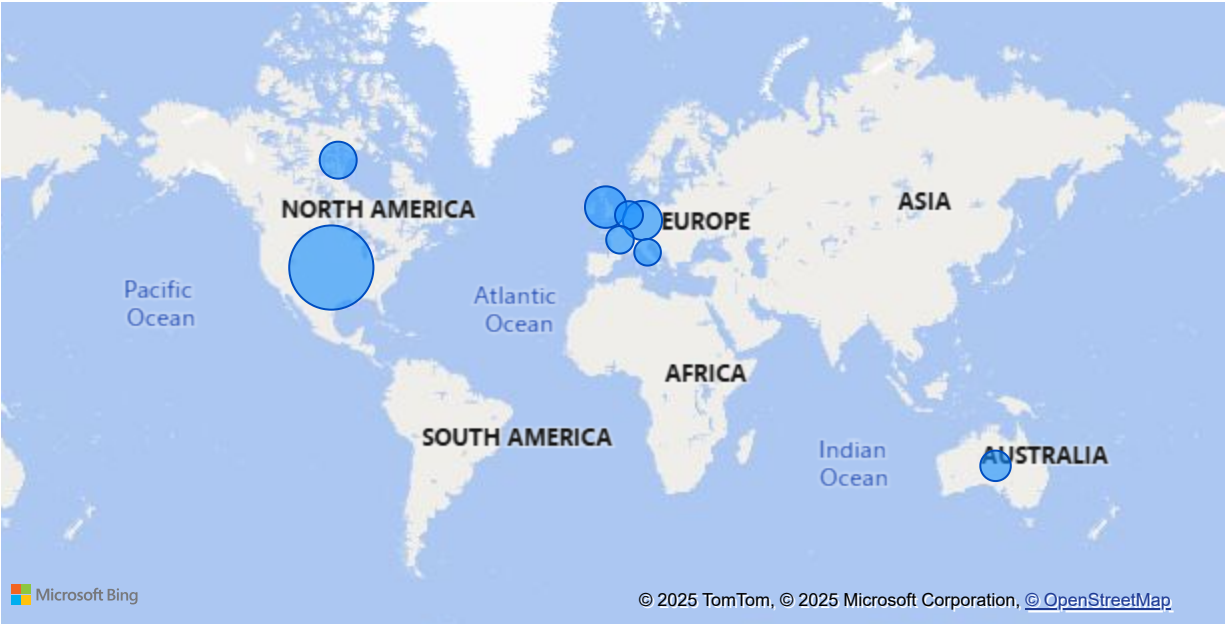 ASIA
NORTH AMERICA
EUROPE
Pacific
Ocean
Atlantic
Ocean
AFRICA
SOUTH AMERICA
Indian
Ocean
AUSTRALIA
Microsoft Bing
© 2025 TomTom, © 2025 Microsoft Corporation, © OpenStreetMap